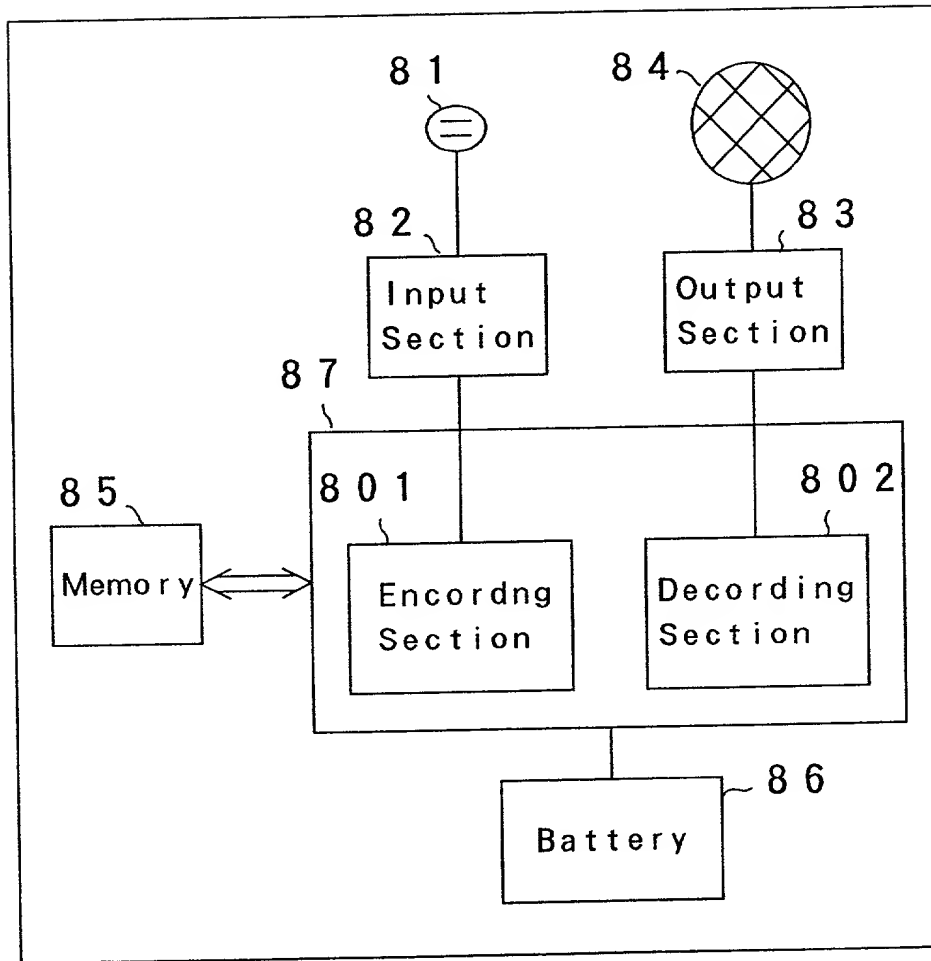 81
84
82
83
Input
Section
Output
Section
87
85
801
802
Memory
Encordng
Section
Decording
Section
86
Battery